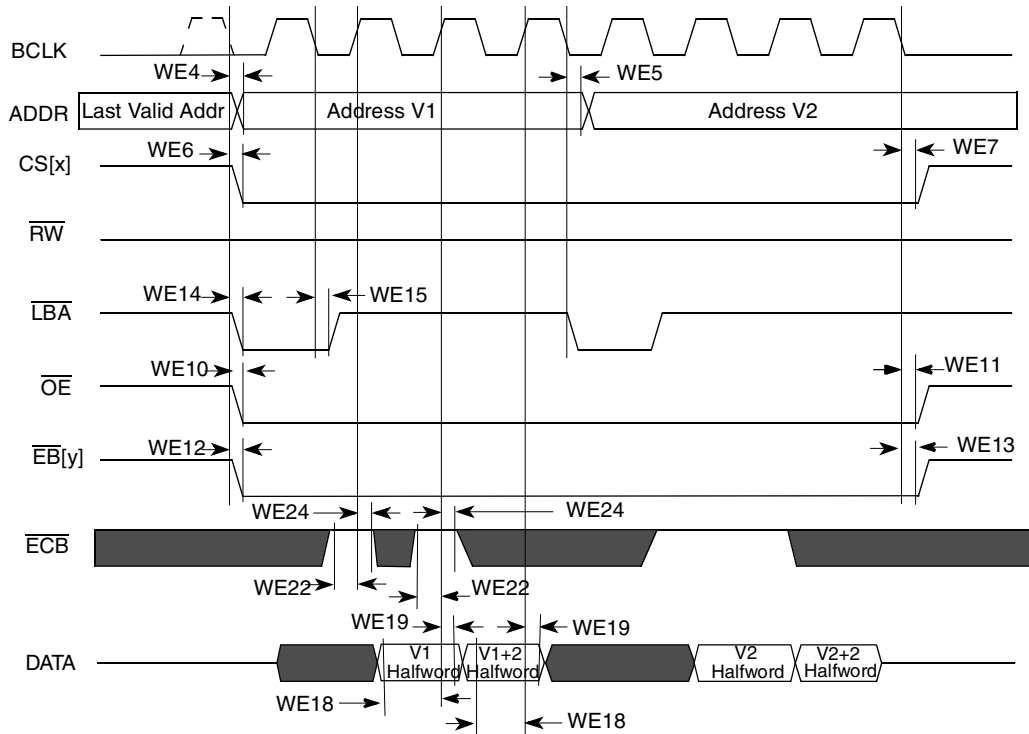 BCLK
WE4
WE5
ADDR
Last Valid Addr
Address V1
Address V2
WE6
WE7
CS[x]
RW
WE14
WE15
LBA
WE10
WE11
OE
WE12
WE13
EB[y]
WE24
WE24
ECB
WE22
WE22
WE19
WE19
DATA
V1
Halfword
V1+2
Halfword
V2
Halfword
V2+2
Halfword
WE18
WE18